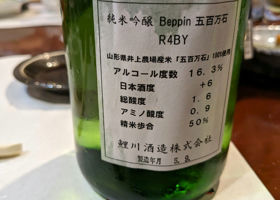 純米吟醸 Beppin 五百万石
R4BY
山形県井上農場産米「五百万石」100%使用
アルコール度数 16.3%
日本酒度 +6
総酸度 1.6
アミノ酸度 0.9
精米歩合 50%
鯉川酒造株式会社
製造年月 5.9.